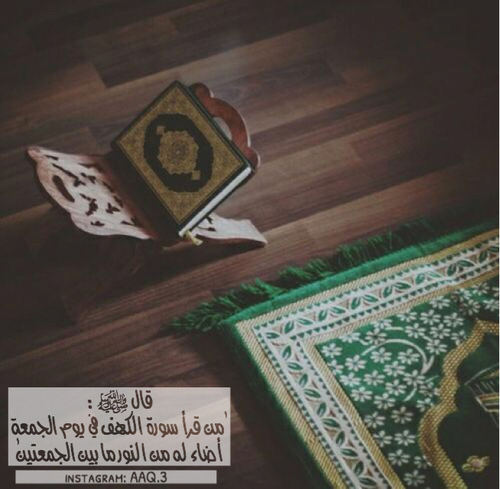 قال ﷺ :
"من قرأ سورة الكهف في يوم الجمعة
أضاء له من النور ما بين الجمعتين"
INSTAGRAM: AAQ.3